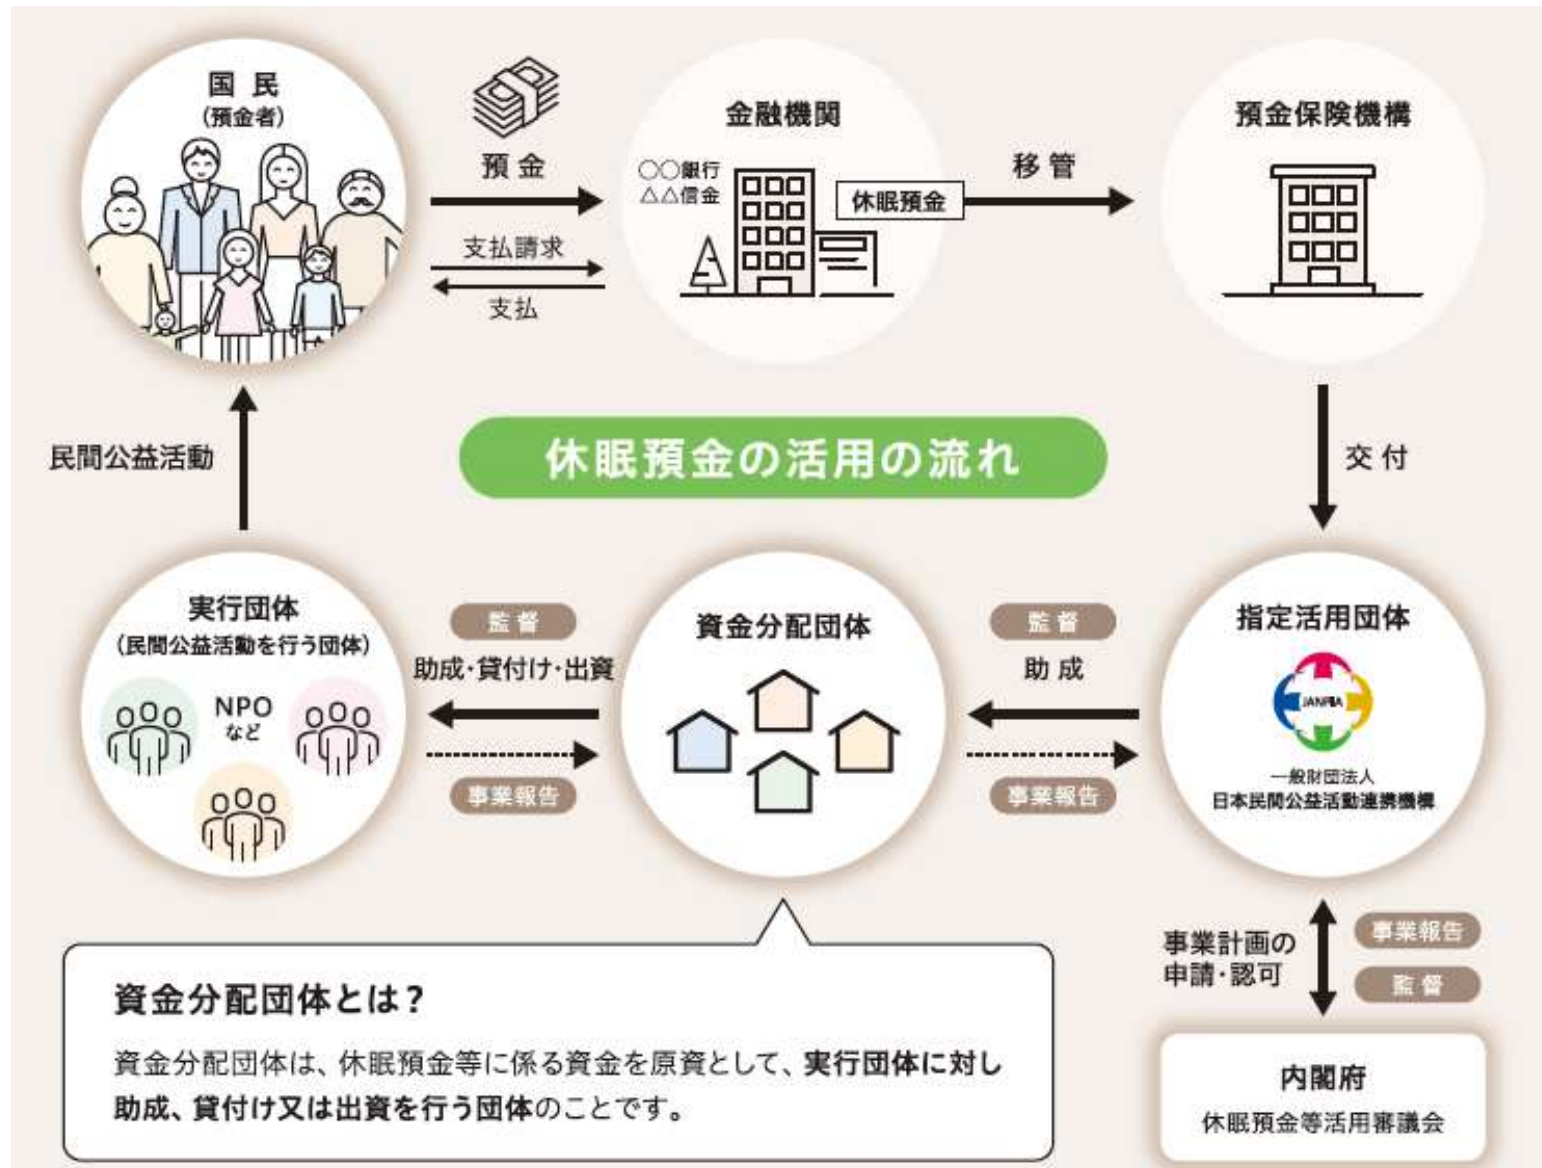 国民
(預金者)
預金
支払請求
支払
金融機関
○○銀行
△△信金
休眠預金
移管
預金保険機構
民間公益活動
休眠預金の活用の流れ
交付
実行団体
(民間公益活動を行う団体)
NPO
など
監督
助成・貸付け・出資
事業報告
資金分配団体
監督
助成
事業報告
指定活用団体
JANPIA
一般財団法人
日本民間公益活動連携機構
事業計画の
申請・認可
事業報告
監督
内閣府
休眠預金等活用審議会
資金分配団体とは?
資金分配団体は、休眠預金等に係る資金を原資として、実行団体に対し
助成、貸付け又は出資を行う団体のことです。